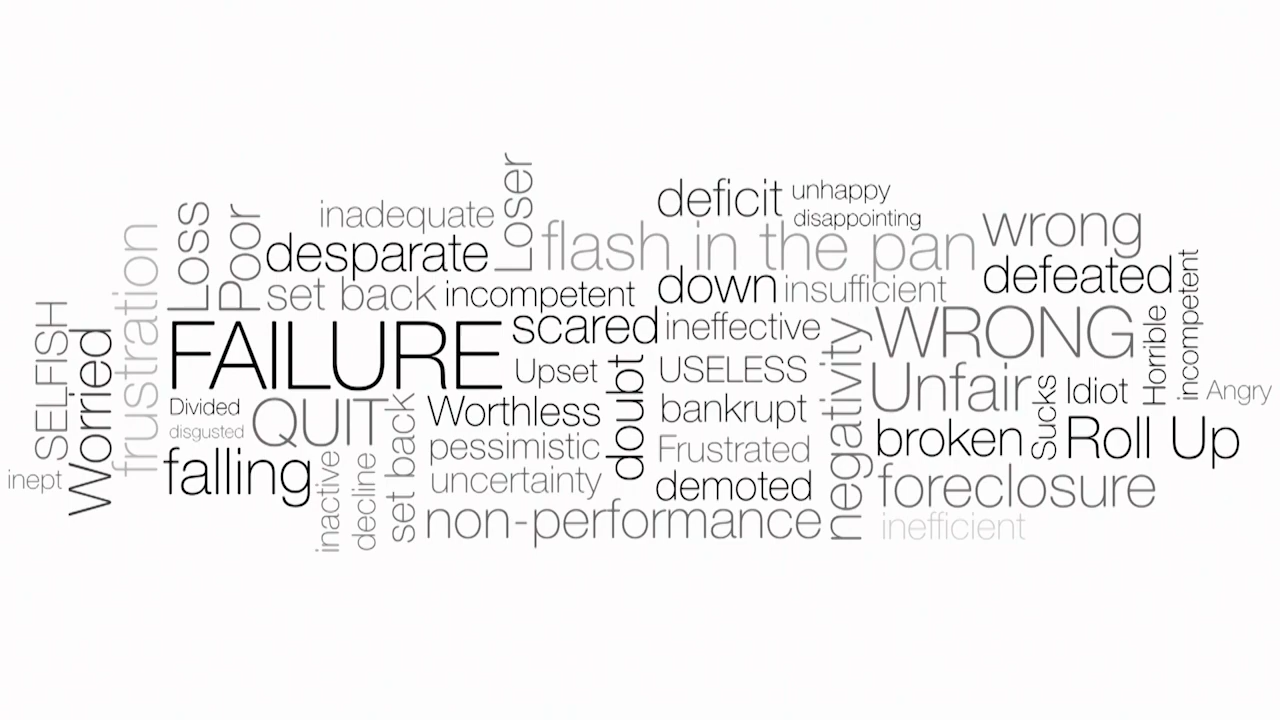 inept
SELFISH
Worried
frustration
Loss
Poor
inadequate
desparate
set back
Loser
flash in the pan
deficit
unhappy
disappointing
wrong
defeated
incompetent
down
insufficient
FAILURE
scared
ineffective
WRONG
Horrible
incompetent
Upset
doubt
USELESS
negativity
Unfair
Sucks
Idiot
Angry
Divided
disgusted
QUIT
set back
Worthless
bankrupt
broken
Roll Up
falling
inactive
decline
pessimistic
Frustrated
uncertainty
demoted
foreclosure
non-performance
inefficient